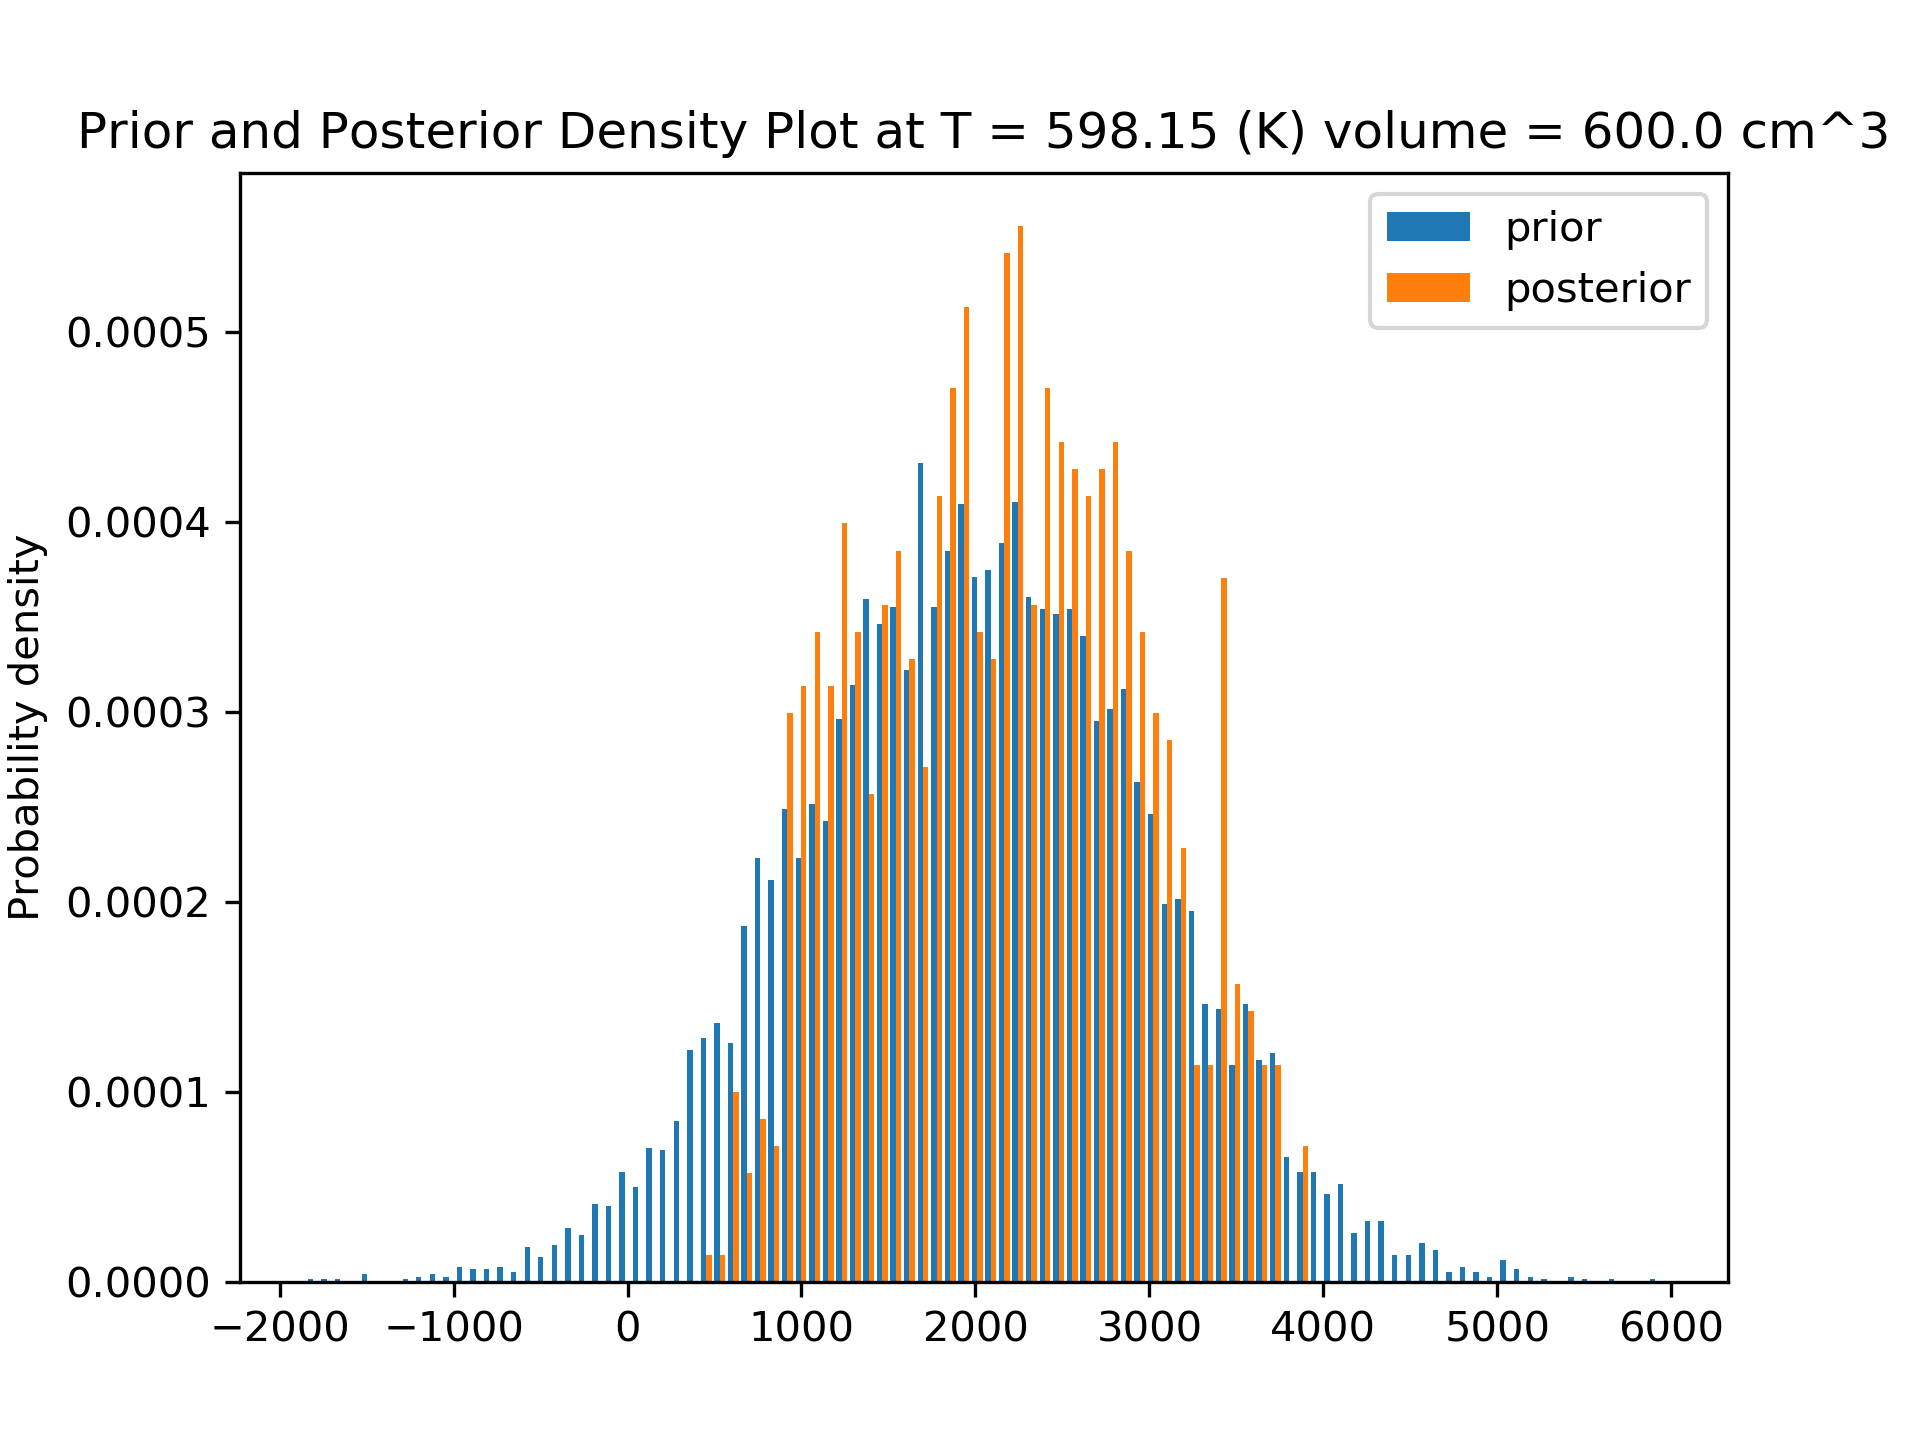 Prior and Posterior Density Plot at T = 598.15 (K) volume = 600.0 cm^3
prior
posterior
Probability density
0.0005
0.0004
0.0003
0.0002
0.0001
0.0000
−2000 −1000 0 1000 2000 3000 4000 5000 6000